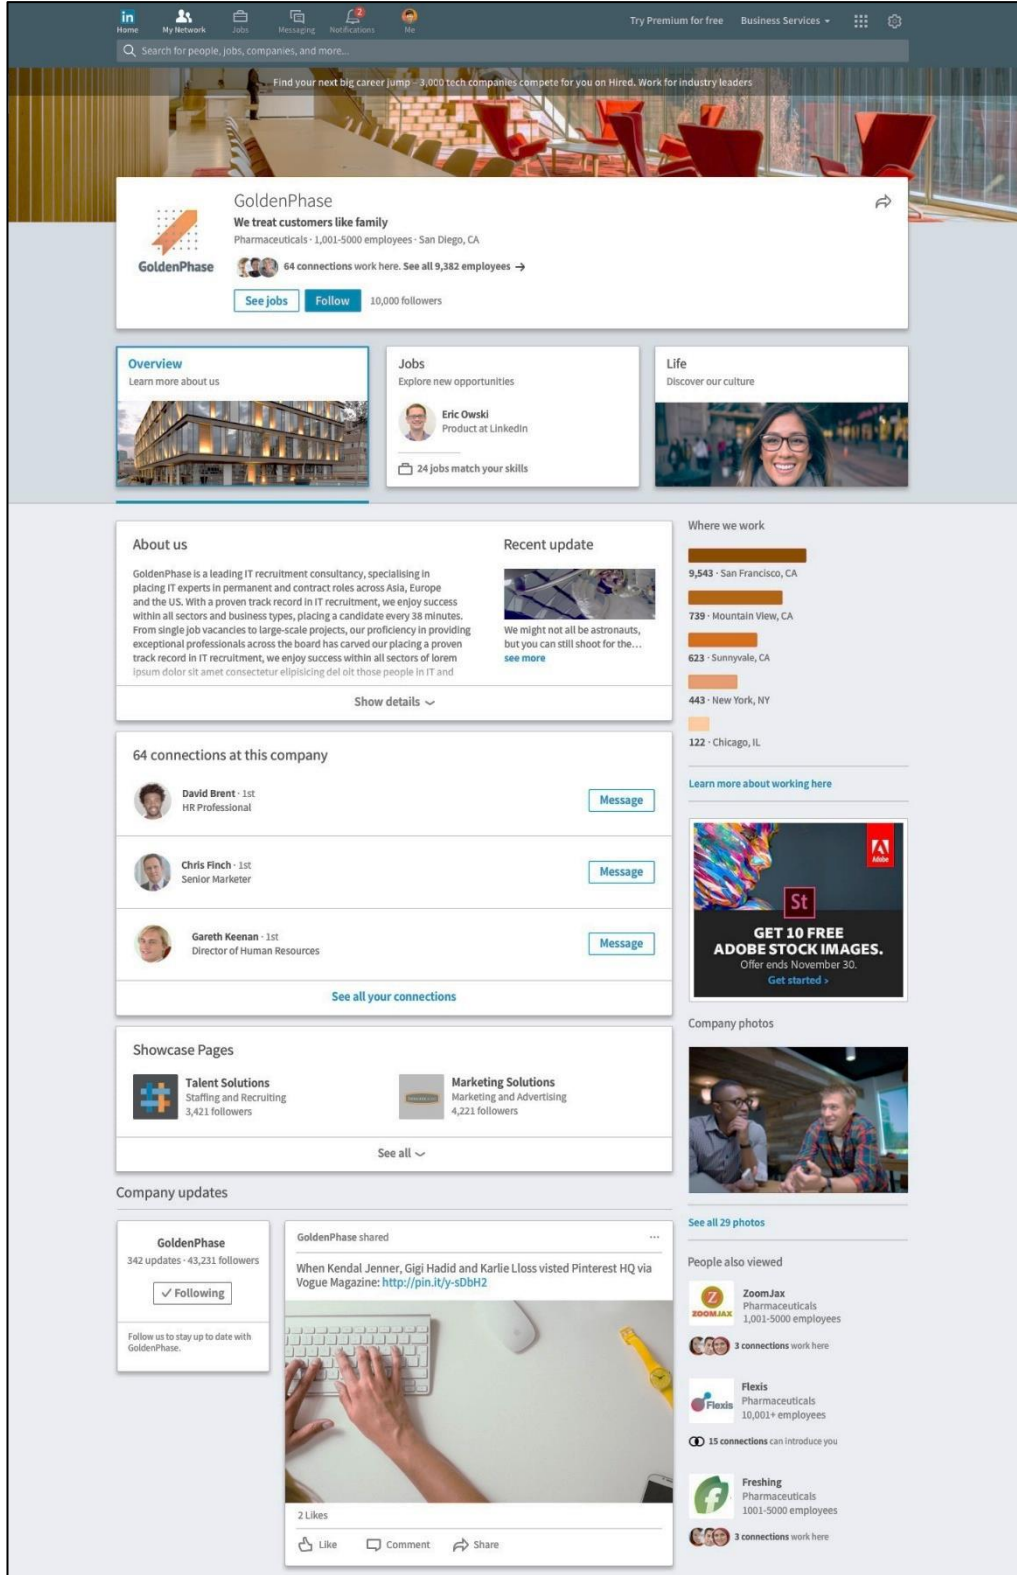 in
2
Home
My Network
Jobs
Messaging
Notifications
Me
Try Premium for free
Business Services
Search for people, jobs, companies, and more...
Find your next big career jump – 3,000 tech companies compete for you on Hired. Work for industry leaders
GoldenPhase
GoldenPhase
We treat customers like family
Pharmaceuticals · 1,001-5000 employees · San Diego, CA
64 connections work here. See all 9,382 employees →
See jobs
Follow
10,000 followers
Overview
Learn more about us
Jobs
Explore new opportunities
Eric Owski
Product at LinkedIn
24 jobs match your skills
Life
Discover our culture
About us
GoldenPhase is a leading IT recruitment consultancy, specialising in
placing IT experts in permanent and contract roles across Asia, Europe
and the US. With a proven track record in IT recruitment, we enjoy success
within all sectors and business types, placing a candidate every 38 minutes.
From single job vacancies to large-scale projects, our proficiency in providing
exceptional professionals across the board has carved our placing a proven
track record in IT recruitment, we enjoy success within all sectors of lorem
ipsum dolor sit amet consectetur elipisicing del oit those people in IT and
Show details
Recent update
We might not all be astronauts,
but you can still shoot for the...
see more
64 connections at this company
David Brent · 1st
HR Professional
Message
Chris Finch · 1st
Senior Marketer
Message
Gareth Keenan · 1st
Director of Human Resources
Message
See all your connections
Showcase Pages
Talent Solutions
Staffing and Recruiting
3,421 followers
Marketing Solutions
Marketing and Advertising
4,221 followers
See all
Company updates
GoldenPhase
342 updates · 43,231 followers
✓ Following
Follow us to stay up to date with
GoldenPhase.
GoldenPhase shared
When Kendal Jenner, Gigi Hadid and Karlie Lloss visted Pinterest HQ via
Vogue Magazine: http://pin.it/y-sDbH2
2 Likes
Like
Comment
Share
Where we work
9,543 · San Francisco, CA
739 · Mountain View, CA
623 · Sunnyvale, CA
443 · New York, NY
122 · Chicago, IL
Learn more about working here
Adobe
St
GET 10 FREE
ADOBE STOCK IMAGES.
Offer ends November 30.
Get started ›
Company photos
See all 29 photos
People also viewed
Z
ZOOMJAX
ZoomJax
Pharmaceuticals
1,001-5000 employees
3 connections work here
Flexis
Flexis
Pharmaceuticals
10,001+ employees
15 connections can introduce you
f
Freshing
Pharmaceuticals
1001-5000 employees
3 connections work here